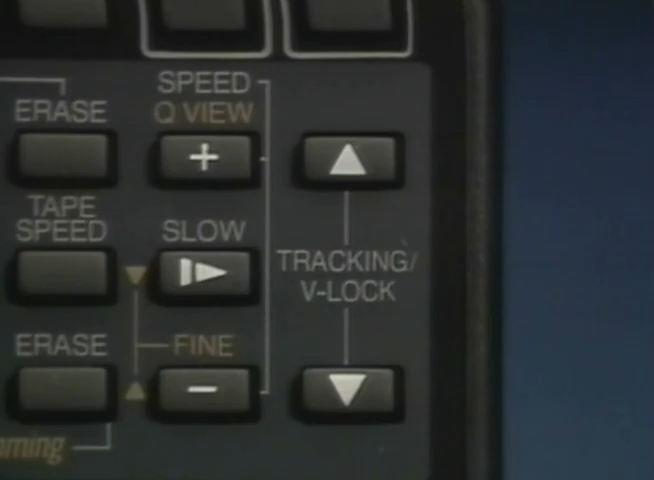 SPEED
ERASE
Q VIEW
+
TAPE
SPEED
SLOW
TRACKING/
V-LOCK
ERASE
FINE
-